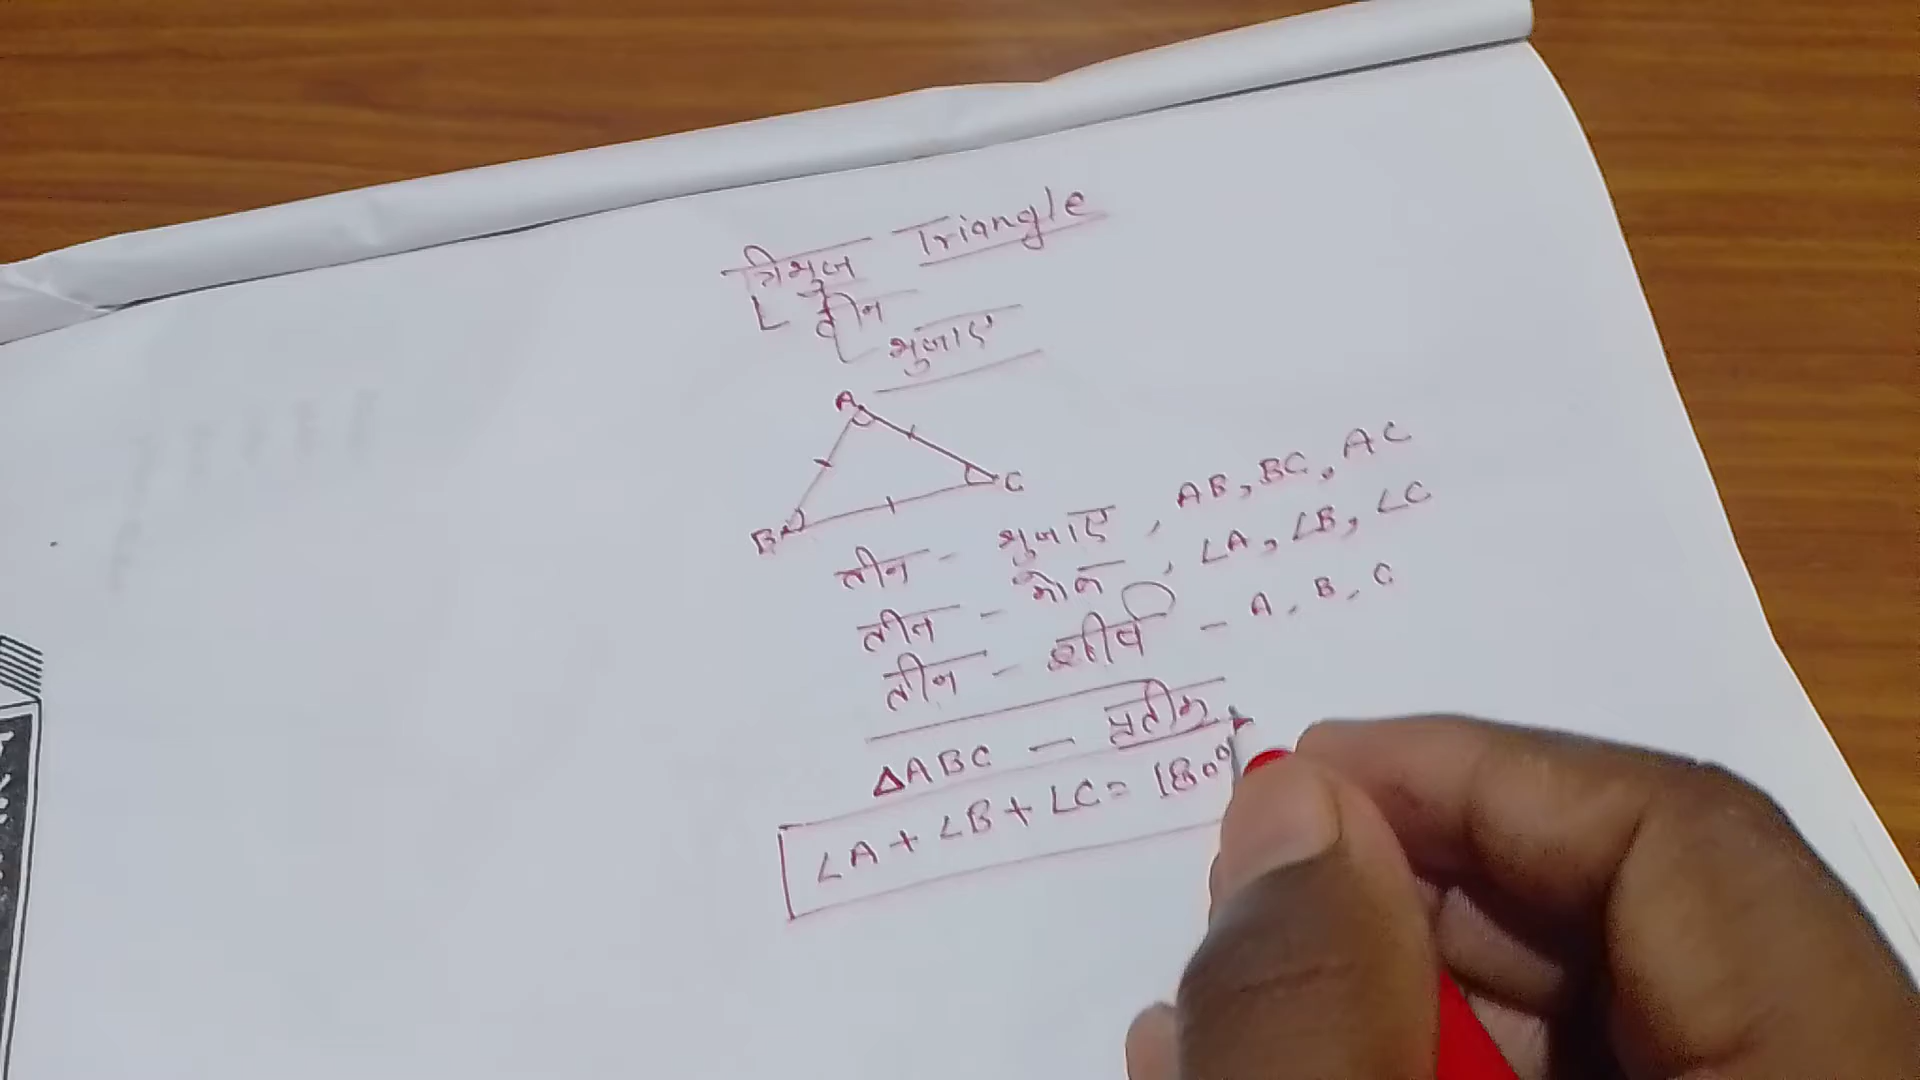 त्रिभुज Triangle
तीन
भुजाएं
A
C
B
तीन - भुजाएं , AB, BC, AC
तीन - कोण , ∠A, ∠B, ∠C
तीन - शीर्ष - A, B, C
ΔABC - प्रतीक
∠A + ∠B + ∠C = 180°